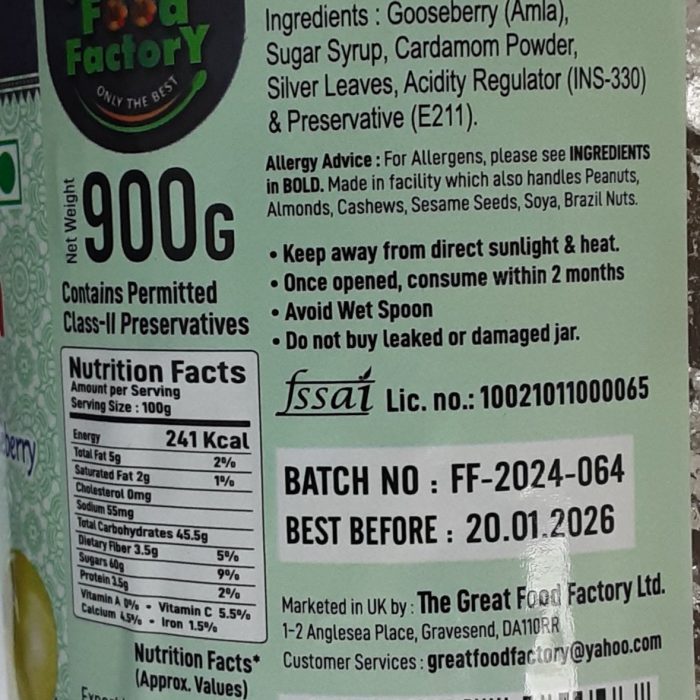 Food
FactorY
ONLY THE BEST
Net Weight
900G
Contains Permitted
Class-II Preservatives
Nutrition Facts
Amount per Serving
Serving Size : 100g
Energy 241 Kcal
Total Fat 5g 2%
Saturated Fat 2g 1%
Cholesterol 0mg
Sodium 55mg
Total Carbohydrates 45.5g
Dietary Fiber 3.5g 5%
Sugars 60g 9%
Protein 3.5g 2%
Vitamin A 0% • Vitamin C 5.5%
Calcium 4.5% • Iron 1.5%
Nutrition Facts*
(Approx. Values)
Ingredients : Gooseberry (Amla),
Sugar Syrup, Cardamom Powder,
Silver Leaves, Acidity Regulator (INS-330)
& Preservative (E211).
Allergy Advice : For Allergens, please see INGREDIENTS
in BOLD. Made in facility which also handles Peanuts,
Almonds, Cashews, Sesame Seeds, Soya, Brazil Nuts.
• Keep away from direct sunlight & heat.
• Once opened, consume within 2 months
• Avoid Wet Spoon
• Do not buy leaked or damaged jar.
fssai Lic. no.: 10021011000065
BATCH NO : FF-2024-064
BEST BEFORE : 20.01.2026
Marketed in UK by : The Great Food Factory Ltd.
1-2 Anglesea Place, Gravesend, DA110RR
Customer Services : greatfoodfactory@yahoo.com
berry